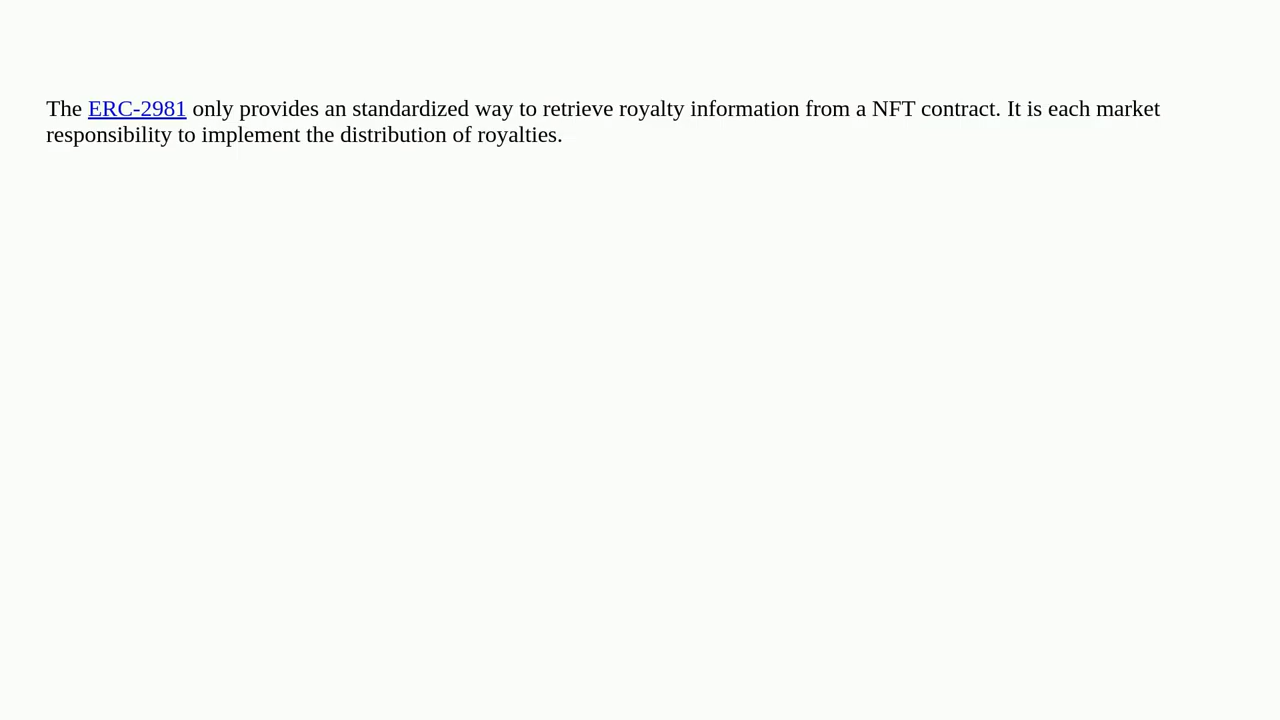 The ERC-2981 only provides an standardized way to retrieve royalty information from a NFT contract. It is each market
responsibility to implement the distribution of royalties.